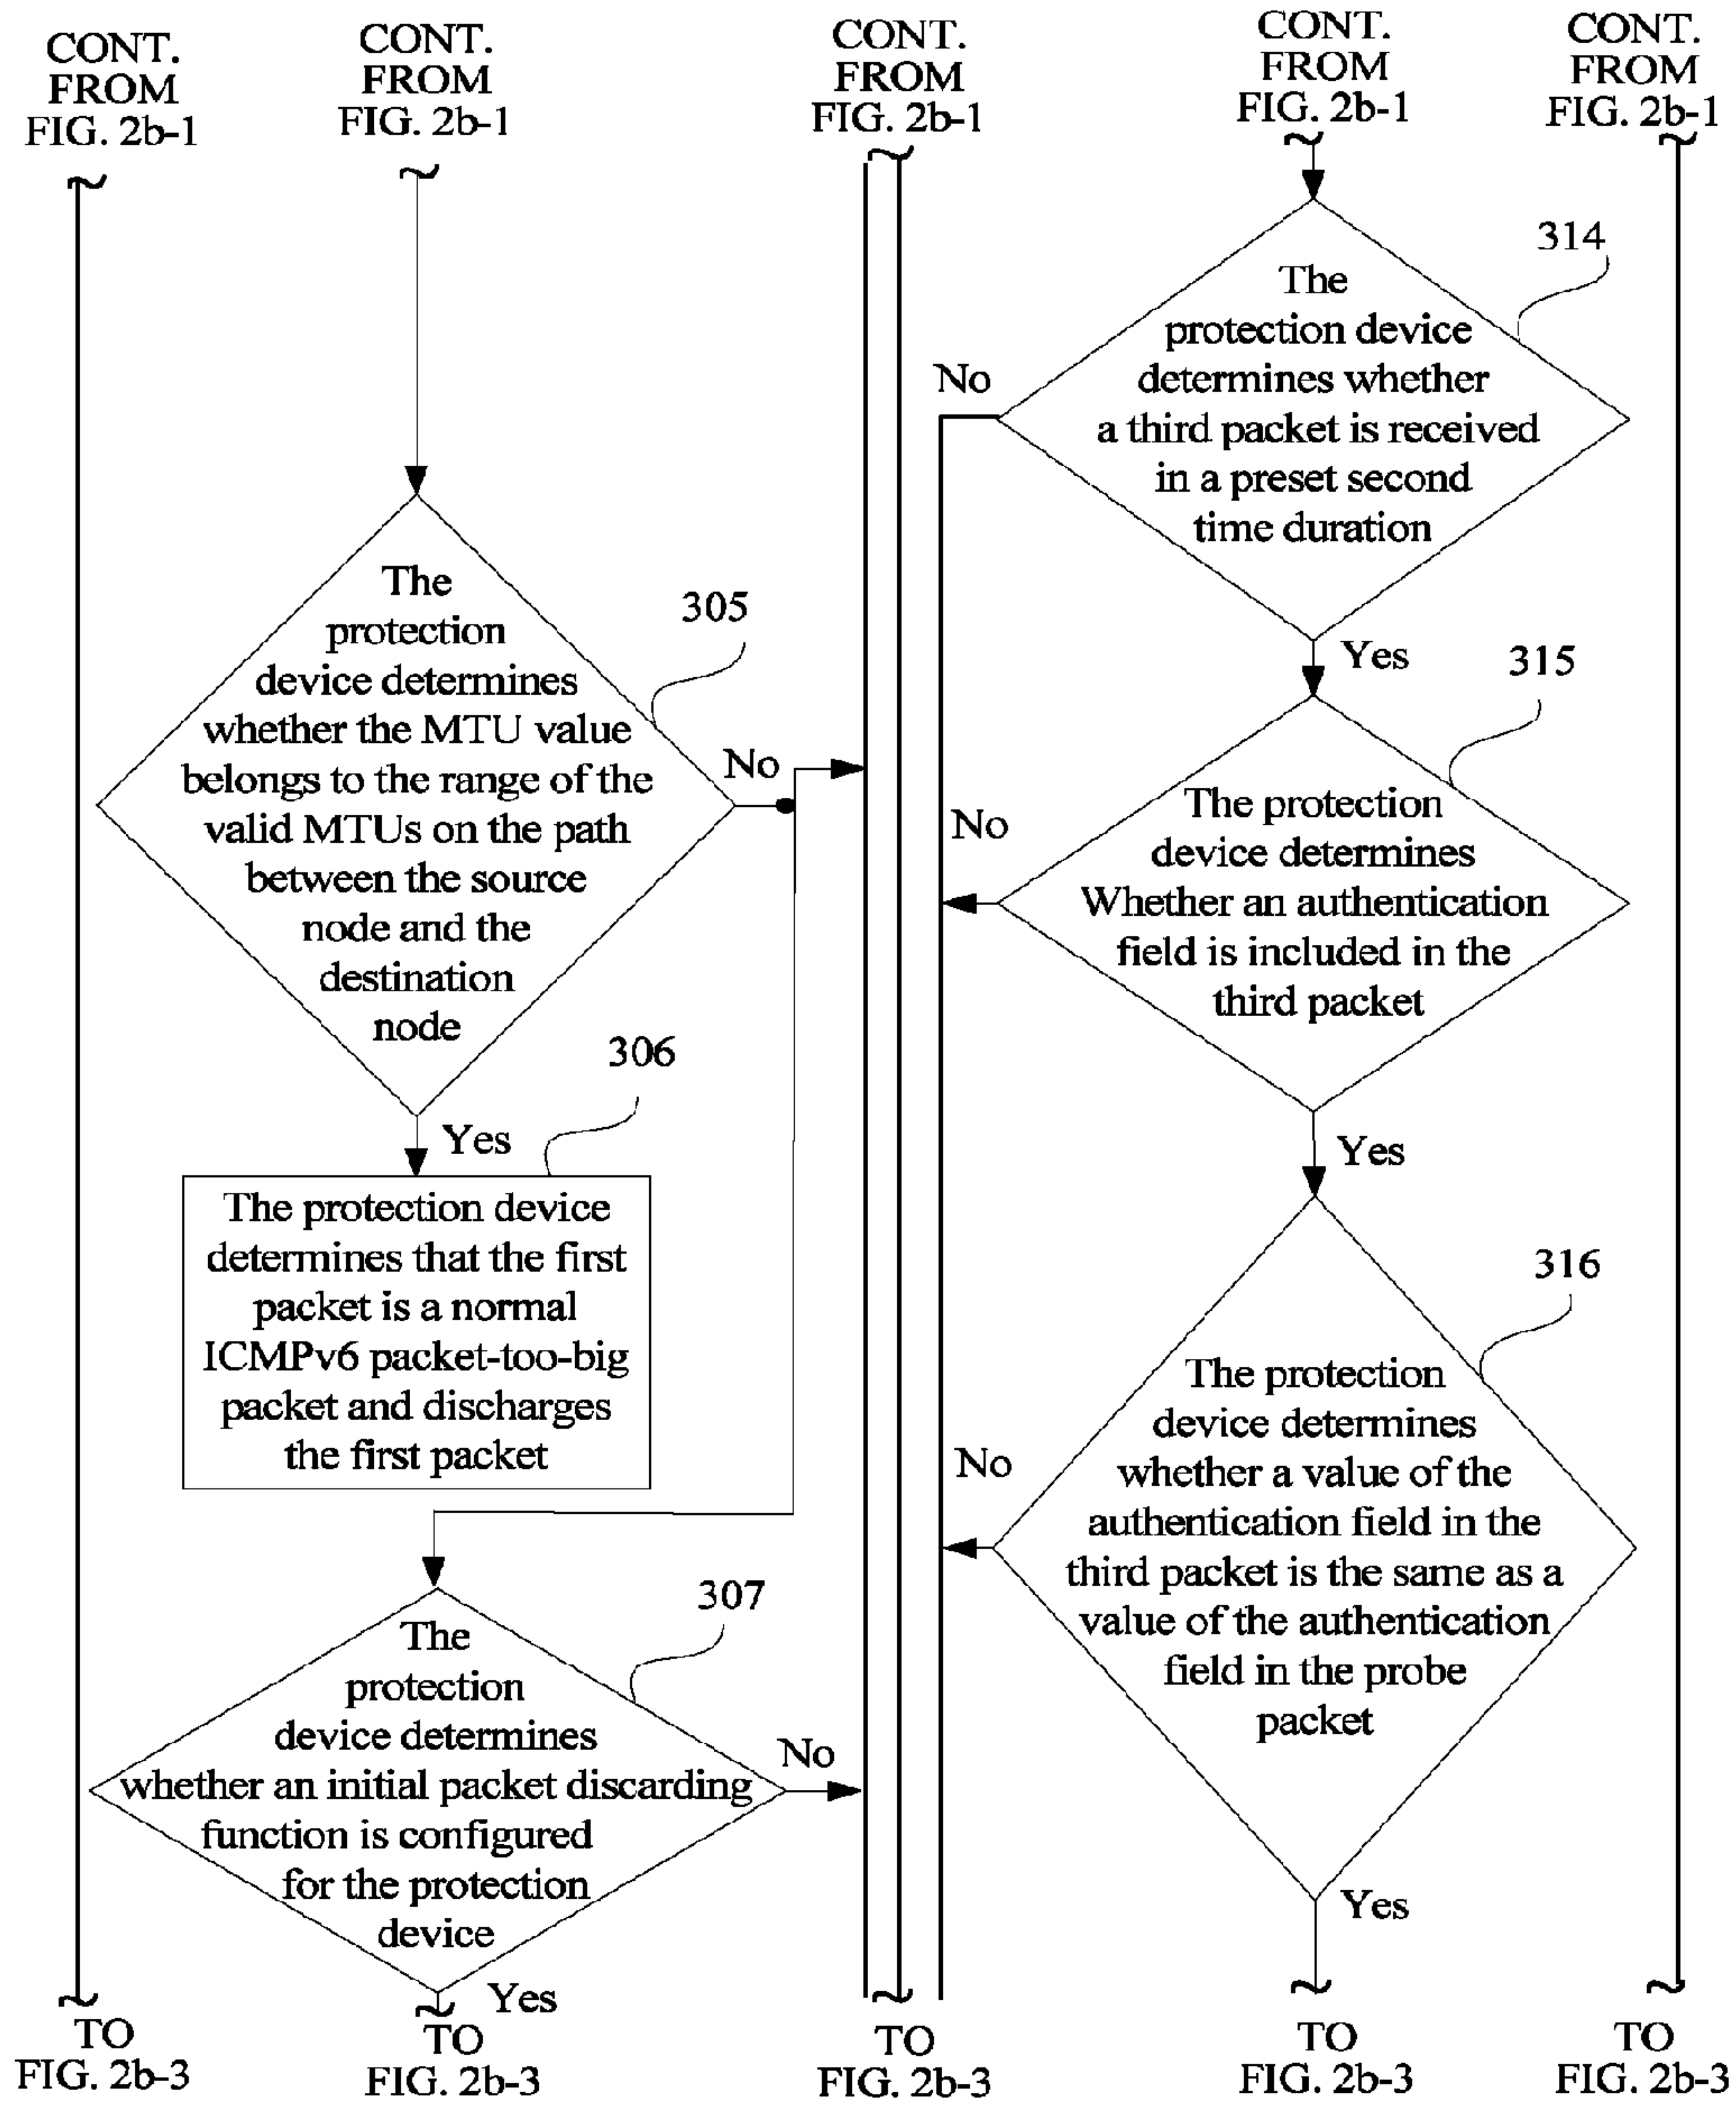 CONT.
FROM
FIG. 2b-1
CONT.
FROM
FIG. 2b-1
CONT.
FROM
FIG. 2b-1
CONT.
FROM
FIG. 2b-1
CONT.
FROM
FIG. 2b-1
305
The
protection
device determines
whether the MTU value
belongs to the range of the
valid MTUs on the path
between the source
node and the
destination
node
No
Yes
306
The protection device
determines that the first
packet is a normal
ICMPv6 packet-too-big
packet and discharges
the first packet
307
The
protection
device determines
whether an initial packet discarding
function is configured
for the protection
device
No
Yes
314
The
protection device
determines whether
a third packet is received
in a preset second
time duration
No
Yes
315
The protection
device determines
Whether an authentication
field is included in the
third packet
No
Yes
316
The protection
device determines
whether a value of the
authentication field in the
third packet is the same as a
value of the authentication
field in the probe
packet
No
Yes
TO
FIG. 2b-3
TO
FIG. 2b-3
TO
FIG. 2b-3
TO
FIG. 2b-3
TO
FIG. 2b-3